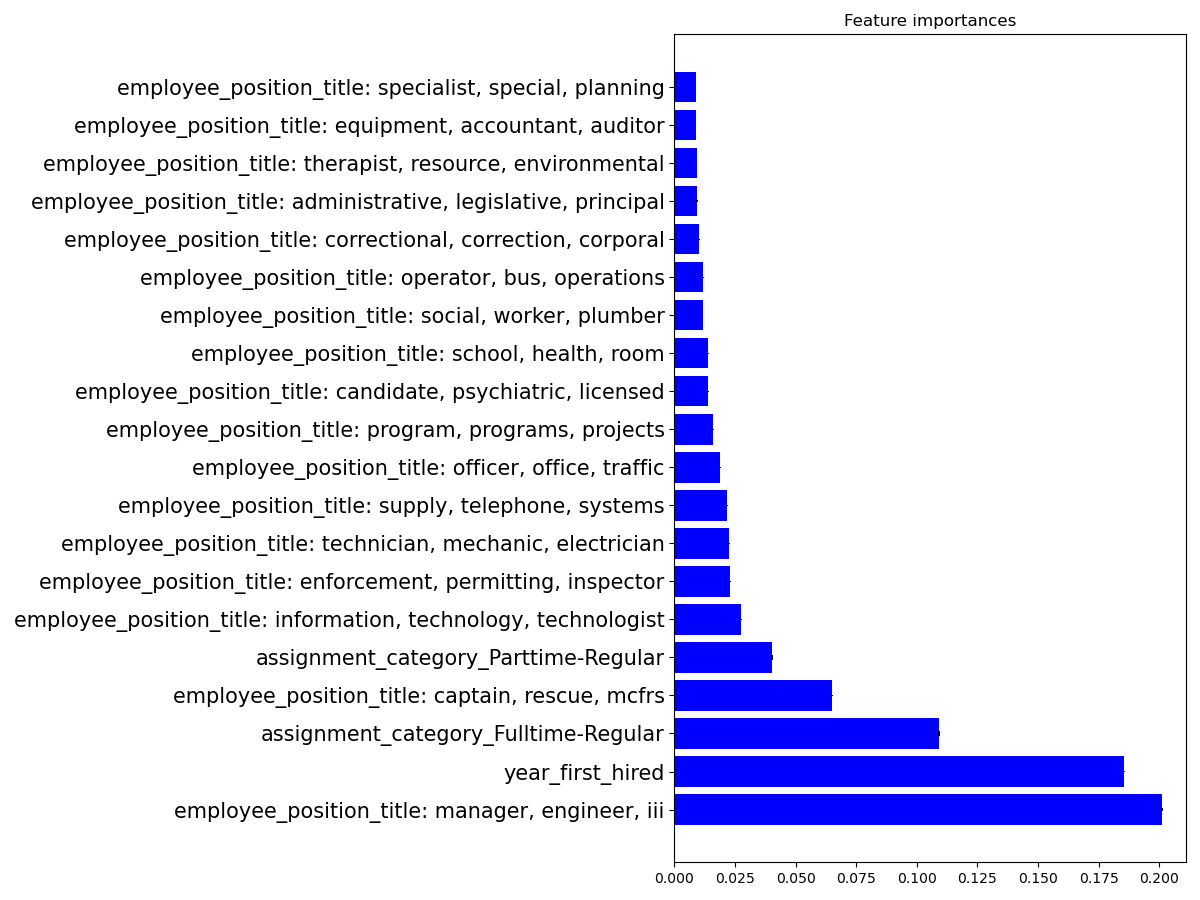 Feature importances
employee_position_title: specialist, special, planning
employee_position_title: equipment, accountant, auditor
employee_position_title: therapist, resource, environmental
employee_position_title: administrative, legislative, principal
employee_position_title: correctional, correction, corporal
employee_position_title: operator, bus, operations
employee_position_title: social, worker, plumber
employee_position_title: school, health, room
employee_position_title: candidate, psychiatric, licensed
employee_position_title: program, programs, projects
employee_position_title: officer, office, traffic
employee_position_title: supply, telephone, systems
employee_position_title: technician, mechanic, electrician
employee_position_title: enforcement, permitting, inspector
employee_position_title: information, technology, technologist
assignment_category_Parttime-Regular
employee_position_title: captain, rescue, mcfrs
assignment_category_Fulltime-Regular
year_first_hired
employee_position_title: manager, engineer, iii
0.000 0.025 0.050 0.075 0.100 0.125 0.150 0.175 0.200